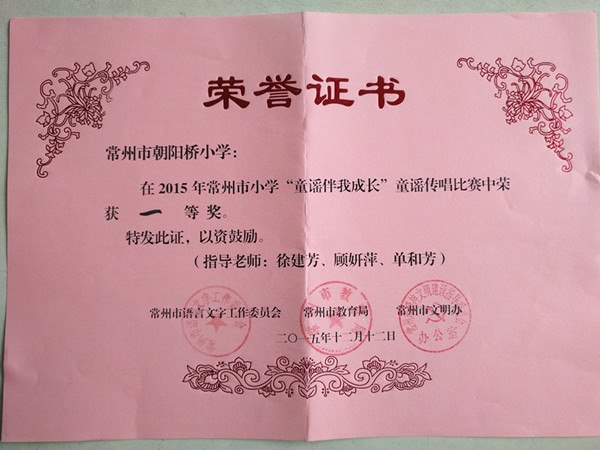 荣誉证书
常州市朝阳桥小学：
在2015年常州市小学“童谣伴我成长”童谣传唱比赛中荣
获 一 等奖。
特发此证，以资鼓励。
（指导老师：徐建芳、顾妍萍、单和芳）
常州市语言文字工作委员会 常州市教育局 常州市文明办
二〇一五年十二月十二日
办公室